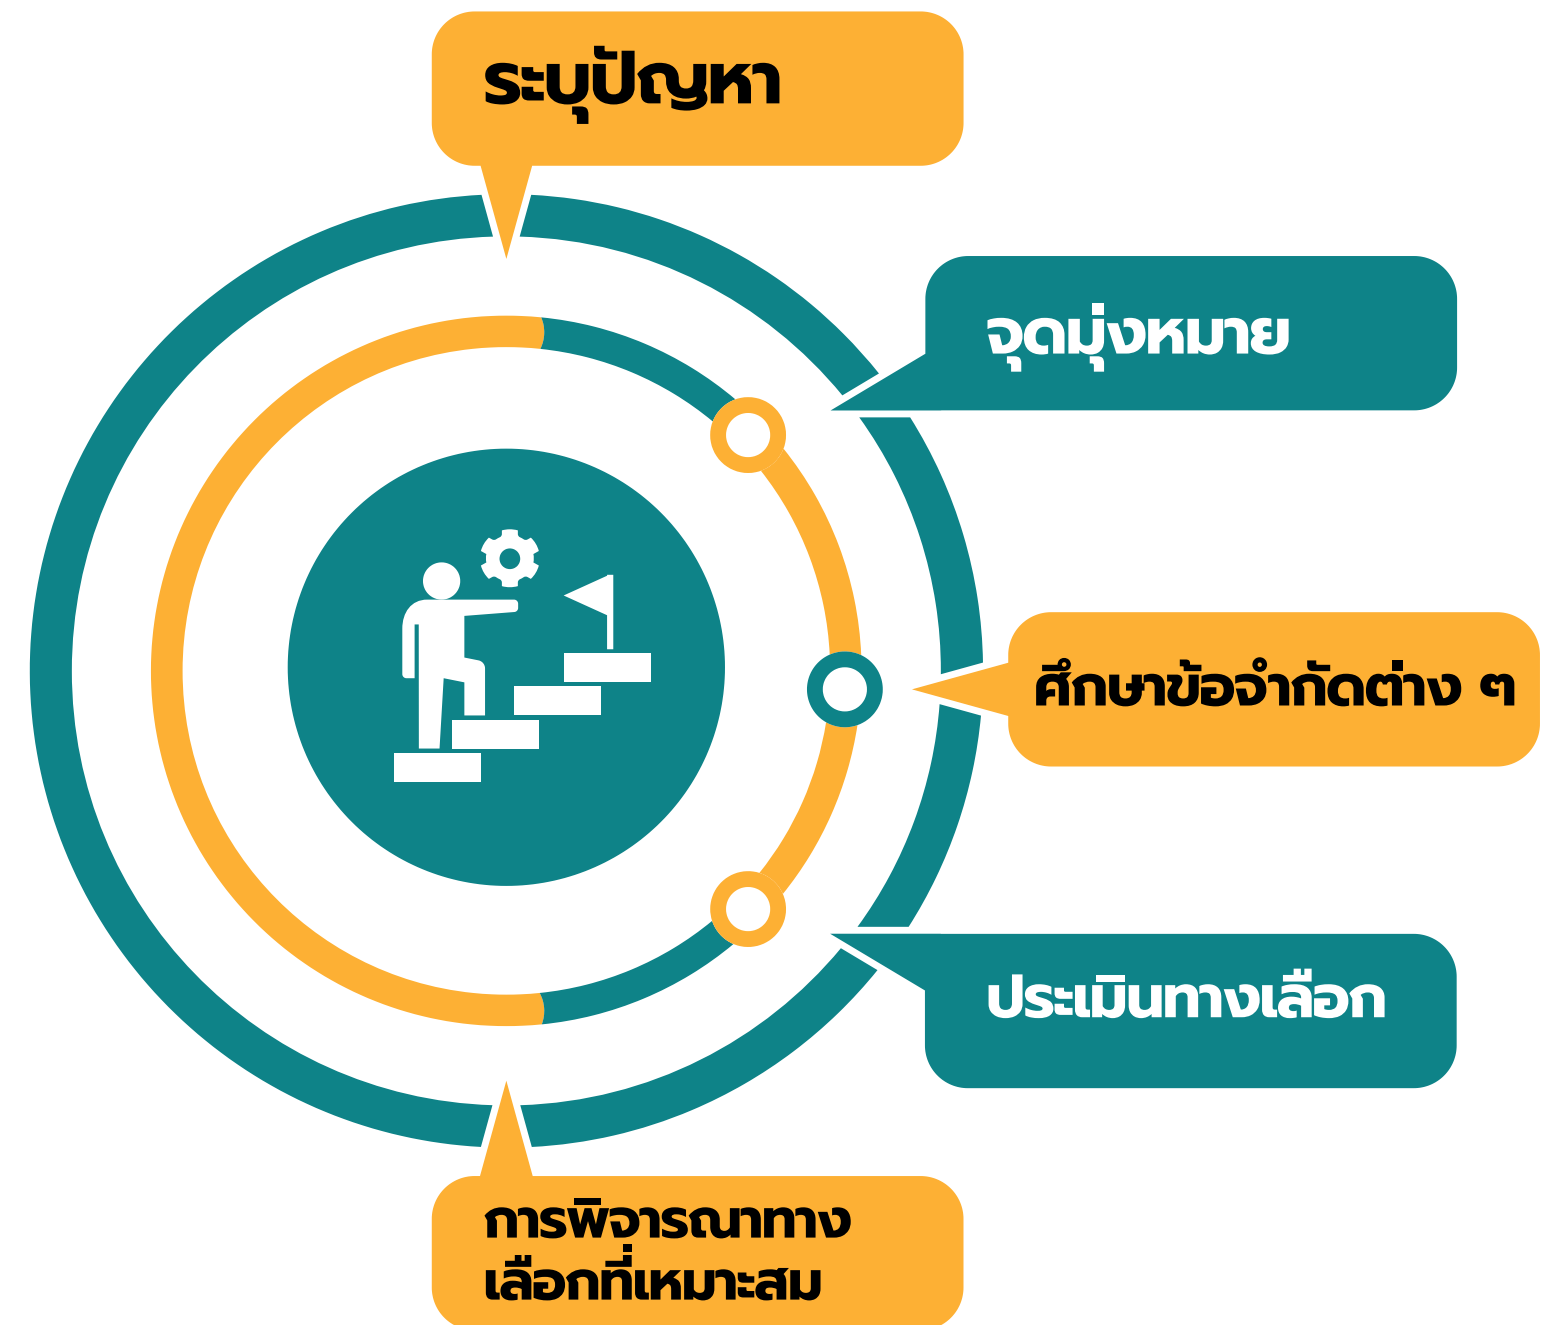 ระบุปัญหา
จุดมุ่งหมาย
ศึกษาข้อจำกัดต่าง ๆ
ประเมินทางเลือก
การพิจารณาทาง
เลือกที่เหมาะสม